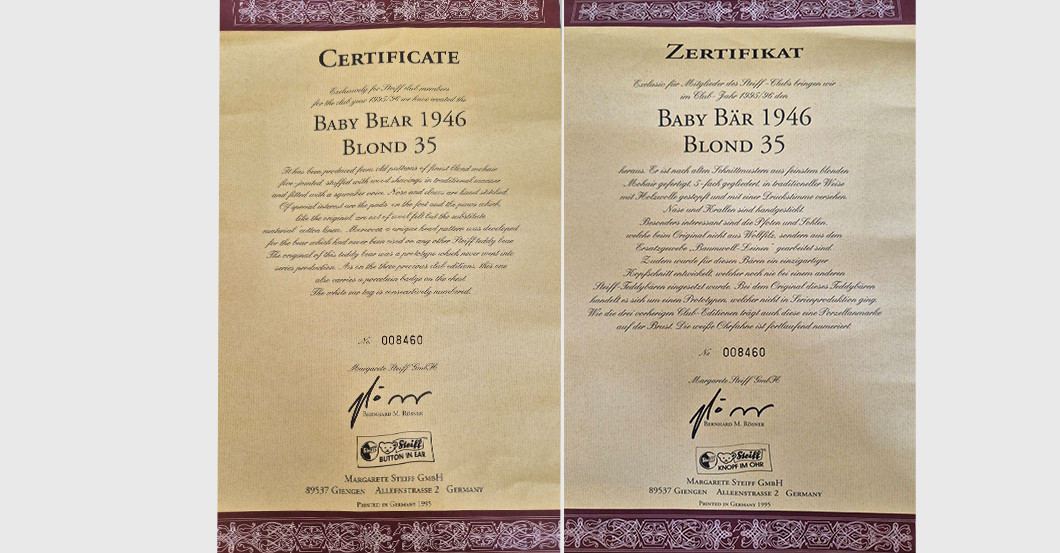 CERTIFICATE
Exclusively for Steiff club members
for the club year 1995/96 we have created the
BABY BEAR 1946
BLOND 35
It has been produced from old patterns of finest blond mohair
five-jointed, stuffed with wood shavings in traditional manner
and fitted with a squeaker voice. Nose and claws are hand stitched.
Of special interest are the pads on the foot and the paws which,
like the original, are not of wool felt but the substitute
material cotton linen. Moreover a unique head pattern was developed
for the bear which had never been used on any other Steiff teddy bear
The original of this teddy bear was a prototype which never went into
series production. As on the three previous club editions, this one
also carries a porcelain badge on the chest
The white ear tag is consecutively numbered.
No 008460
Margarete Steiff GmbH
BERNHARD M. RÖSNER
Steiff
BUTTON IN EAR
MARGARETE STEIFF GMBH
89537 GIENGEN ALLEENSTRASSE 2 GERMANY
PRINTED IN GERMANY 1995
ZERTIFIKAT
Exclusiv für Mitglieder des Steiff-Clubs bringen wir
im Club-Jahr 1995/96 den
BABY BÄR 1946
BLOND 35
heraus. Er ist nach alten Schnittmustern aus feinstem blonden
Mohair gefertigt, 5-fach gegliedert, in traditioneller Weise
mit Holzwolle gestopft und mit einer Druckstimme versehen.
Nase und Krallen sind handgestickt.
Besonders interessant sind die Pfoten und Sohlen,
welche beim Original nicht aus Wollfilz, sondern aus dem
Ersatzgewebe „Baumwoll-Leinen" gearbeitet sind.
Zudem wurde für diesen Bären ein einzigartiger
Kopfschnitt entwickelt, welcher noch nie bei einem anderen
Steiff-Teddybären eingesetzt wurde. Bei dem Original dieses Teddybären
handelt es sich um einen Prototypen, welcher nicht in Serienproduktion ging.
Wie die drei vorherigen Club-Editionen trägt auch diese eine Porzellanmarke
auf der Brust. Die weiße Ohrfahne ist fortlaufend numeriert.
No 008460
Margarete Steiff GmbH
BERNHARD M. RÖSNER
Steiff
KNOPF IM OHR
MARGARETE STEIFF GMBH
89537 GIENGEN ALLEENSTRASSE 2 GERMANY
PRINTED IN GERMANY 1995